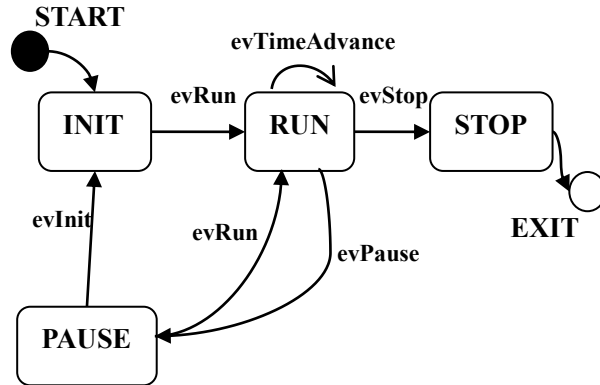 START
evTimeAdvance
evRun
evStop
INIT
RUN
STOP
evInit
evRun
evPause
EXIT
PAUSE